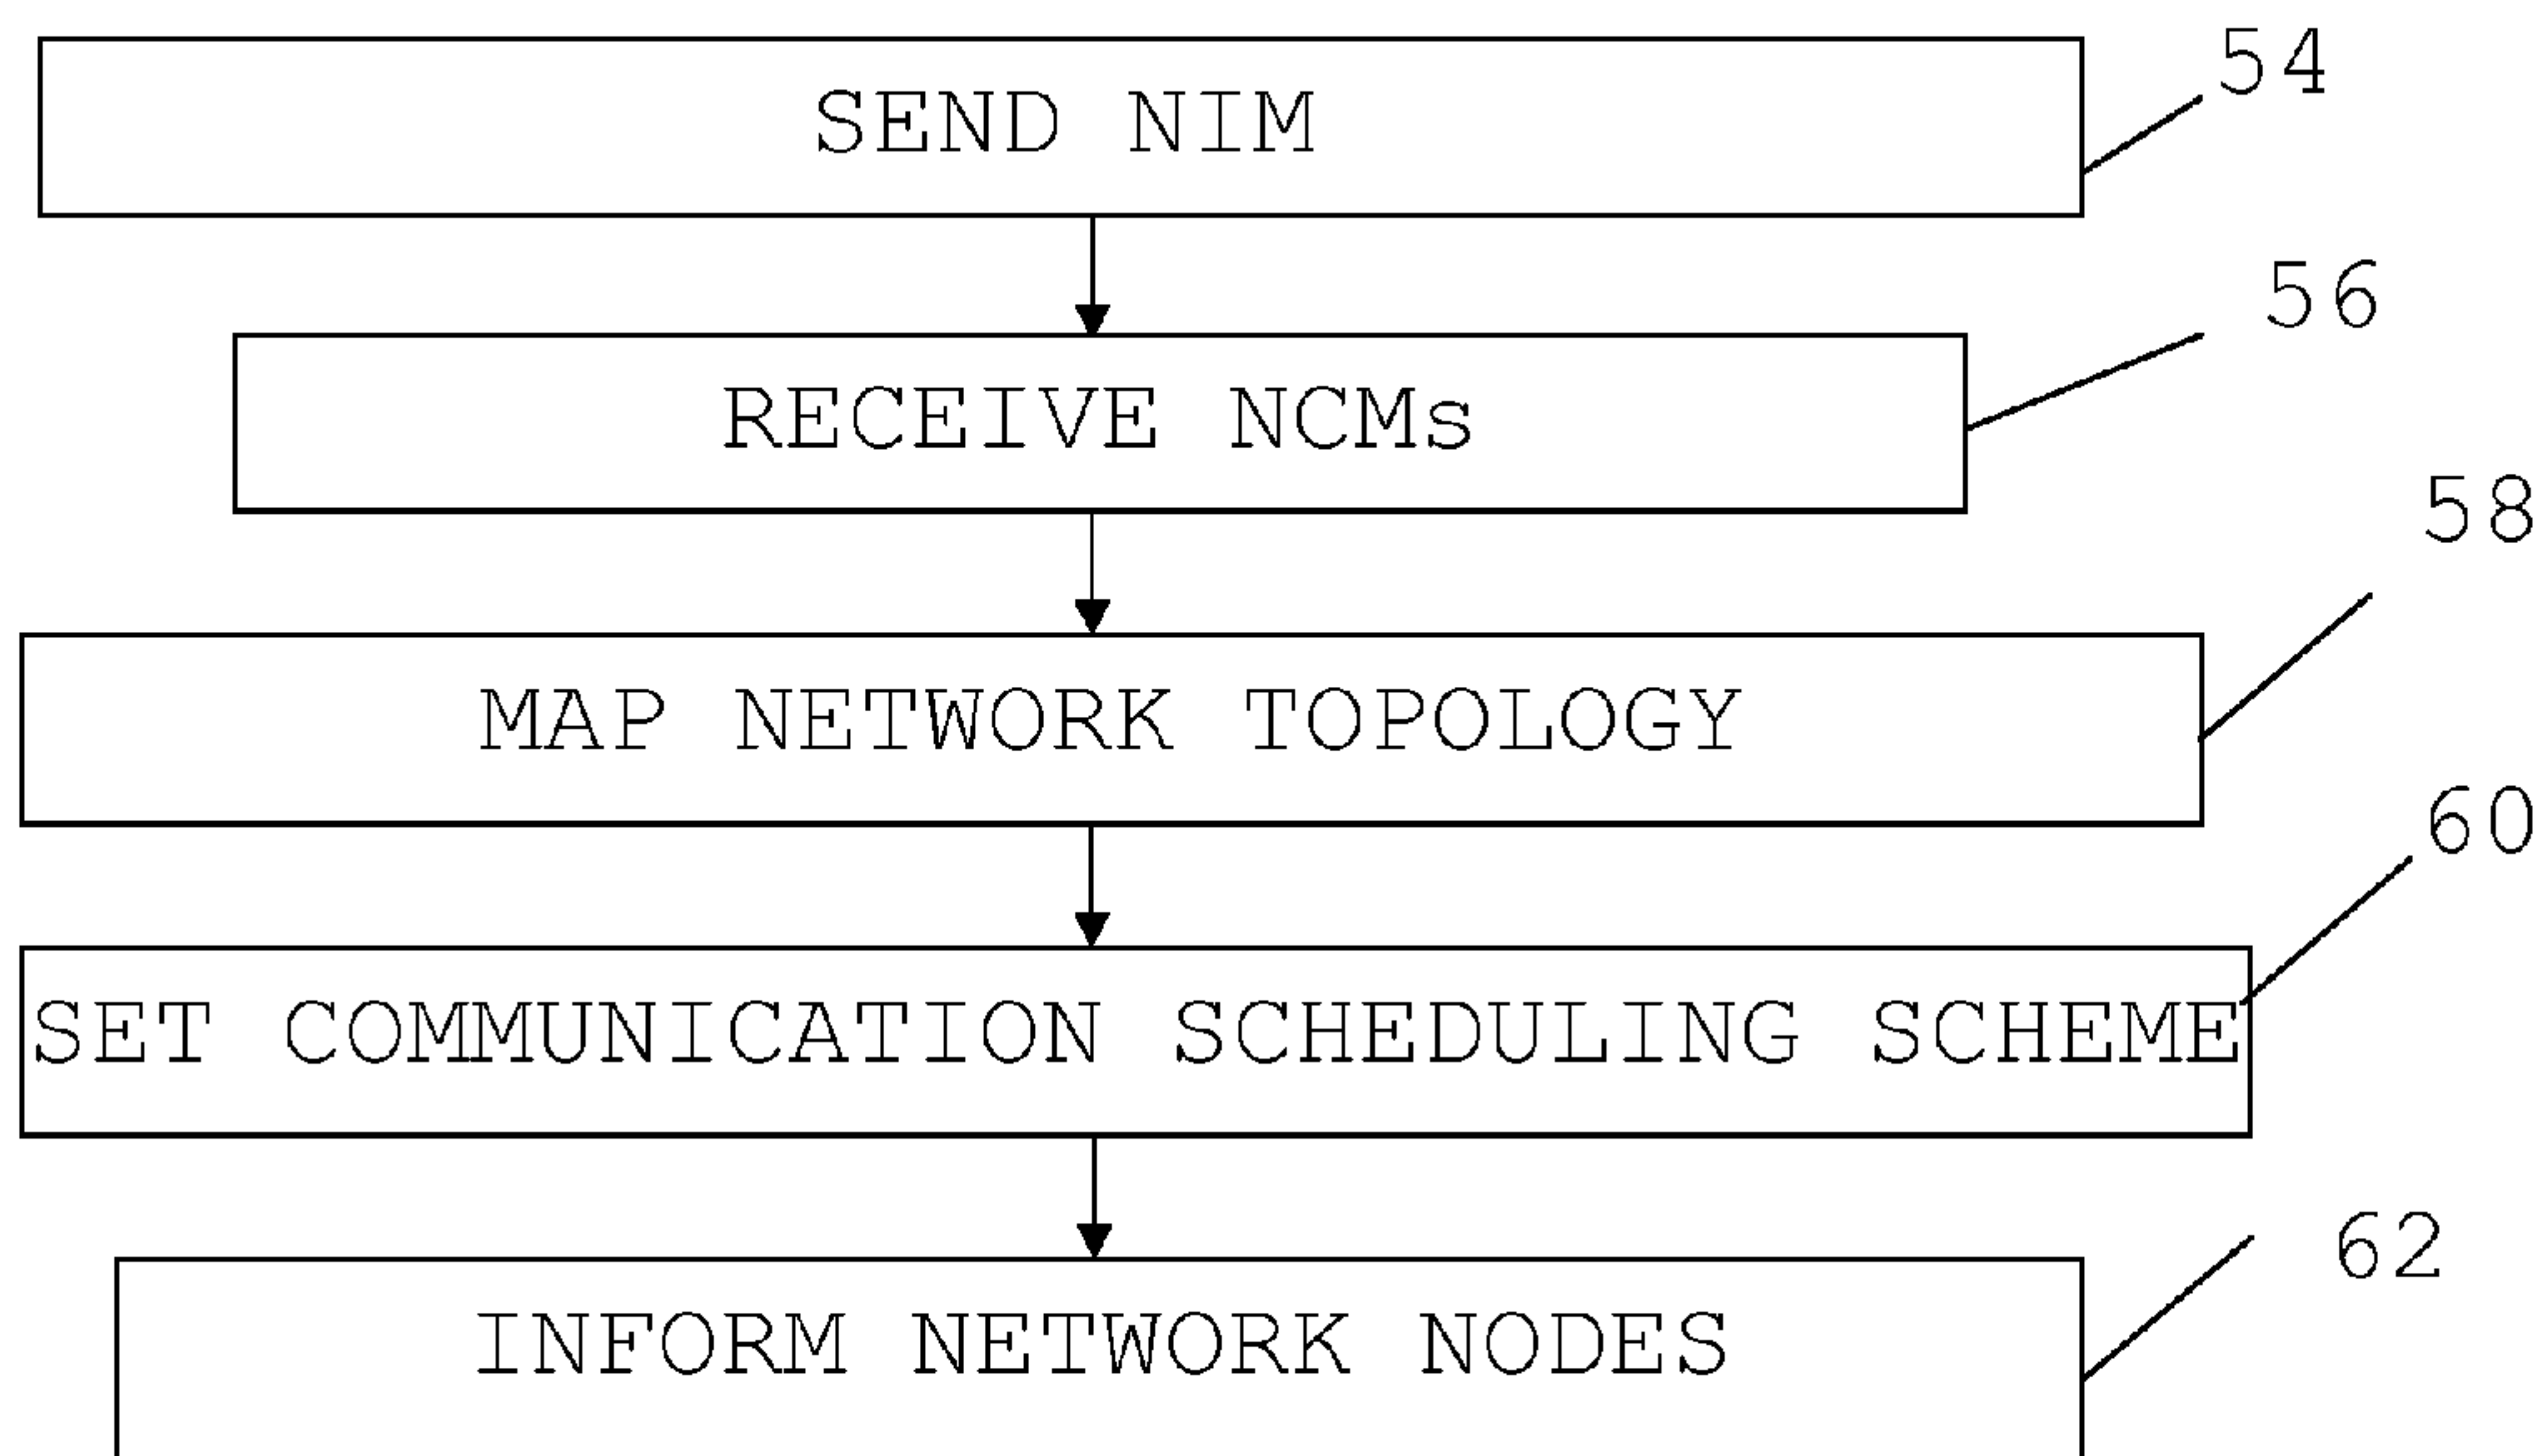 54
SEND NIM
56
RECEIVE NCMs
58
MAP NETWORK TOPOLOGY
60
SET COMMUNICATION SCHEDULING SCHEME
62
INFORM NETWORK NODES